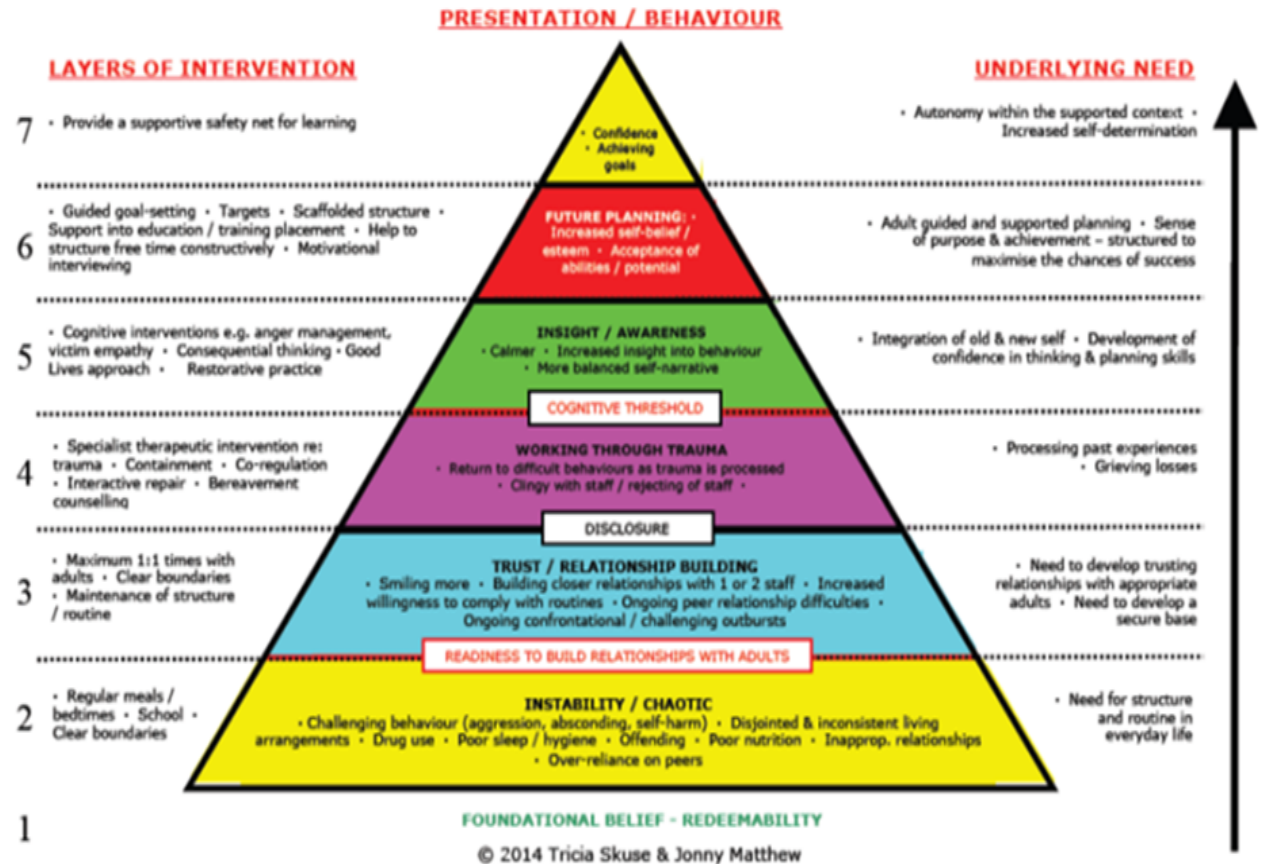 PRESENTATION / BEHAVIOUR
LAYERS OF INTERVENTION
UNDERLYING NEED
7
· Provide a supportive safety net for learning
· Confidence
· Achieving
goals
· Autonomy within the supported context ·
Increased self-determination
6
· Guided goal-setting · Targets · Scaffolded structure ·
Support into education / training placement · Help to
structure free time constructively · Motivational
interviewing
FUTURE PLANNING: ·
Increased self-belief /
esteem · Acceptance of
abilities / potential
· Adult guided and supported planning · Sense
of purpose & achievement – structured to
maximise the chances of success
5
· Cognitive interventions e.g. anger management,
victim empathy · Consequential thinking · Good
Lives approach · Restorative practice
INSIGHT / AWARENESS
· Calmer · Increased insight into behaviour
· More balanced self-narrative
· Integration of old & new self · Development of
confidence in thinking & planning skills
COGNITIVE THRESHOLD
4
· Specialist therapeutic intervention re:
trauma · Containment · Co-regulation
· Interactive repair · Bereavement
counselling
WORKING THROUGH TRAUMA
· Return to difficult behaviours as trauma is processed
· Clingy with staff / rejecting of staff ·
· Processing past experiences
· Grieving losses
DISCLOSURE
3
· Maximum 1:1 times with
adults · Clear boundaries
· Maintenance of structure
/ routine
TRUST / RELATIONSHIP BUILDING
· Smiling more · Building closer relationships with 1 or 2 staff · Increased
willingness to comply with routines · Ongoing peer relationship difficulties ·
Ongoing confrontational / challenging outbursts
· Need to develop trusting
relationships with appropriate
adults · Need to develop a
secure base
READINESS TO BUILD RELATIONSHIPS WITH ADULTS
2
· Regular meals /
bedtimes · School ·
Clear boundaries
INSTABILITY / CHAOTIC
· Challenging behaviour (aggression, absconding, self-harm) · Disjointed & inconsistent living
arrangements · Drug use · Poor sleep / hygiene · Offending · Poor nutrition · Inapprop. relationships
· Over-reliance on peers
· Need for structure
and routine in
everyday life
1
FOUNDATIONAL BELIEF - REDEEMABILITY
© 2014 Tricia Skuse & Jonny Matthew